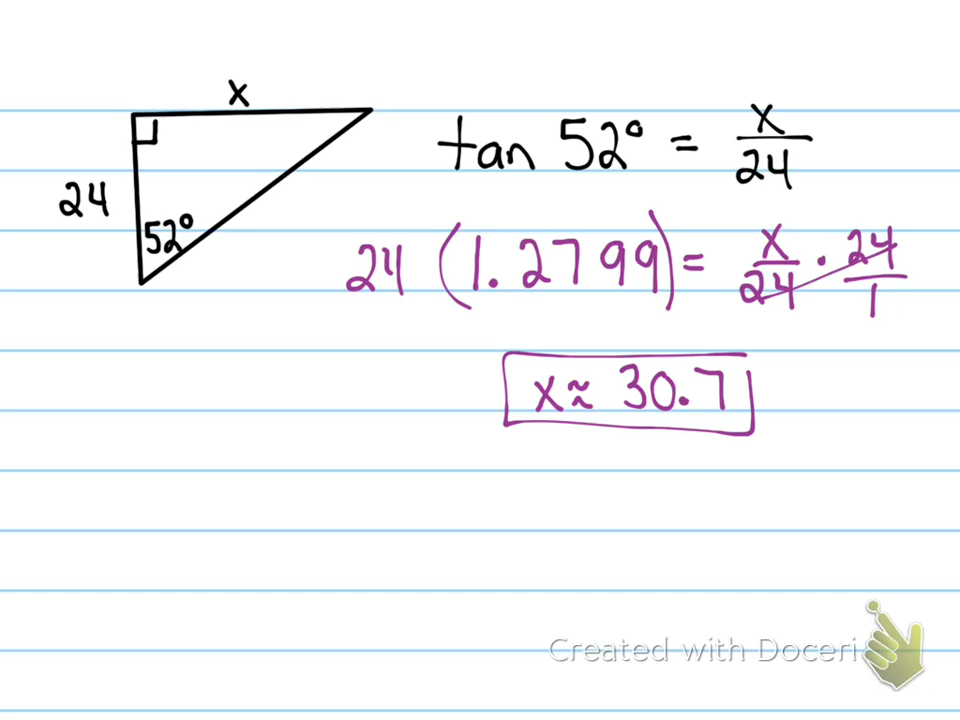 x
tan 52° = x/24
24
52°
24 (1.2799) = x/24 · 24/1
x ≈ 30.7
Created with Doceri